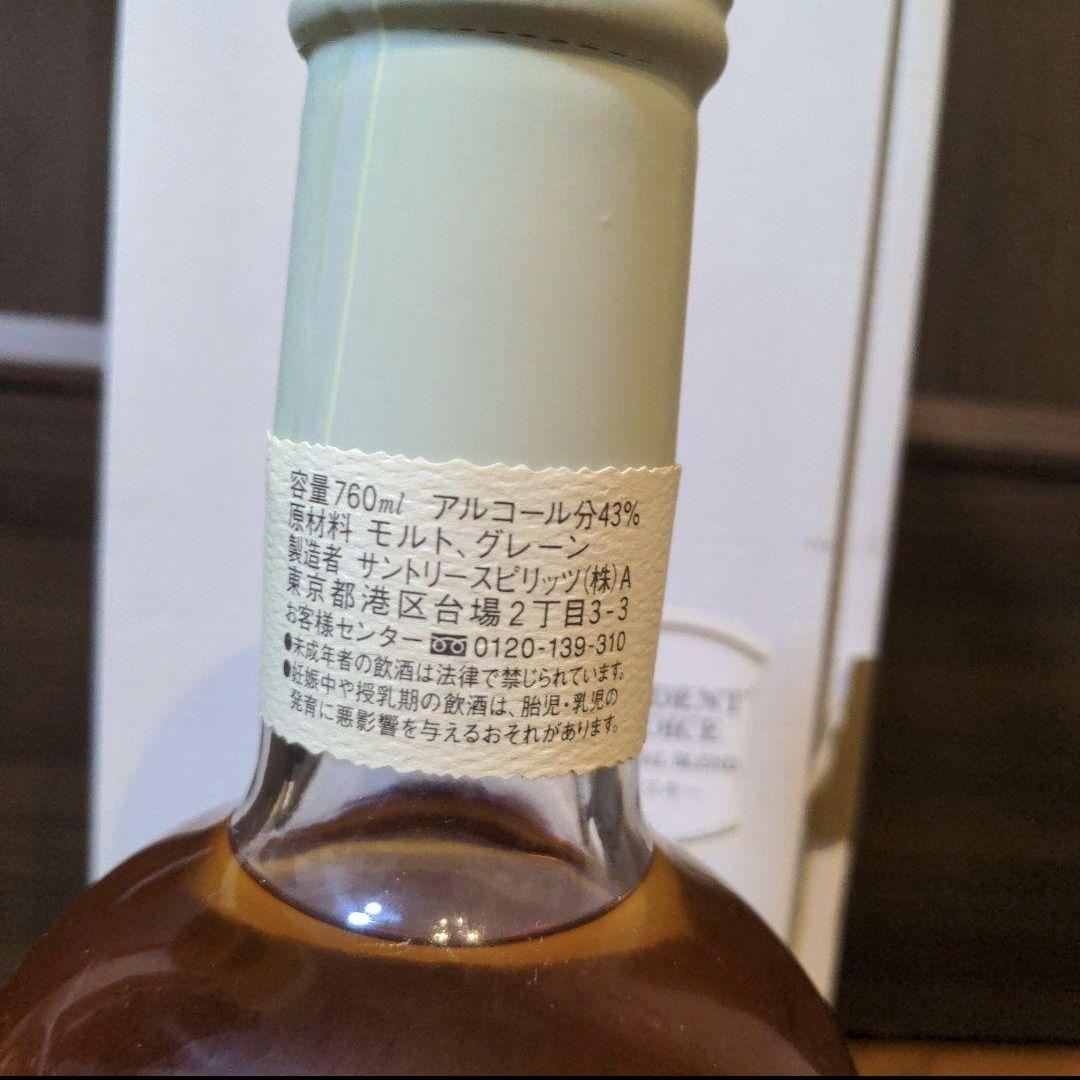 容量760ml アルコール分43%
原材料 モルト、グレーン
製造者 サントリースピリッツ(株)A
東京都港区台場2丁目3-3
お客様センター 0120-139-310
●未成年者の飲酒は法律で禁じられています。
●妊娠中や授乳期の飲酒は、胎児・乳児の
発育に悪影響を与えるおそれがあります。
DENT
OICE
BLEND